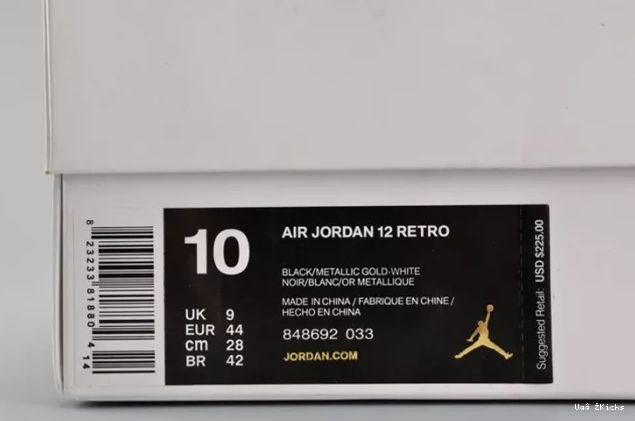 8 23233 81880 4 14
10
UK 9
EUR 44
cm 28
BR 42
AIR JORDAN 12 RETRO
BLACK/METALLIC GOLD-WHITE
NOIR/BLANC/OR METALLIQUE
MADE IN CHINA / FABRIQUE EN CHINE /
HECHO EN CHINA
848692 033
JORDAN.COM
Suggested Retail: USD $225.00
Uaâ ŽKicks